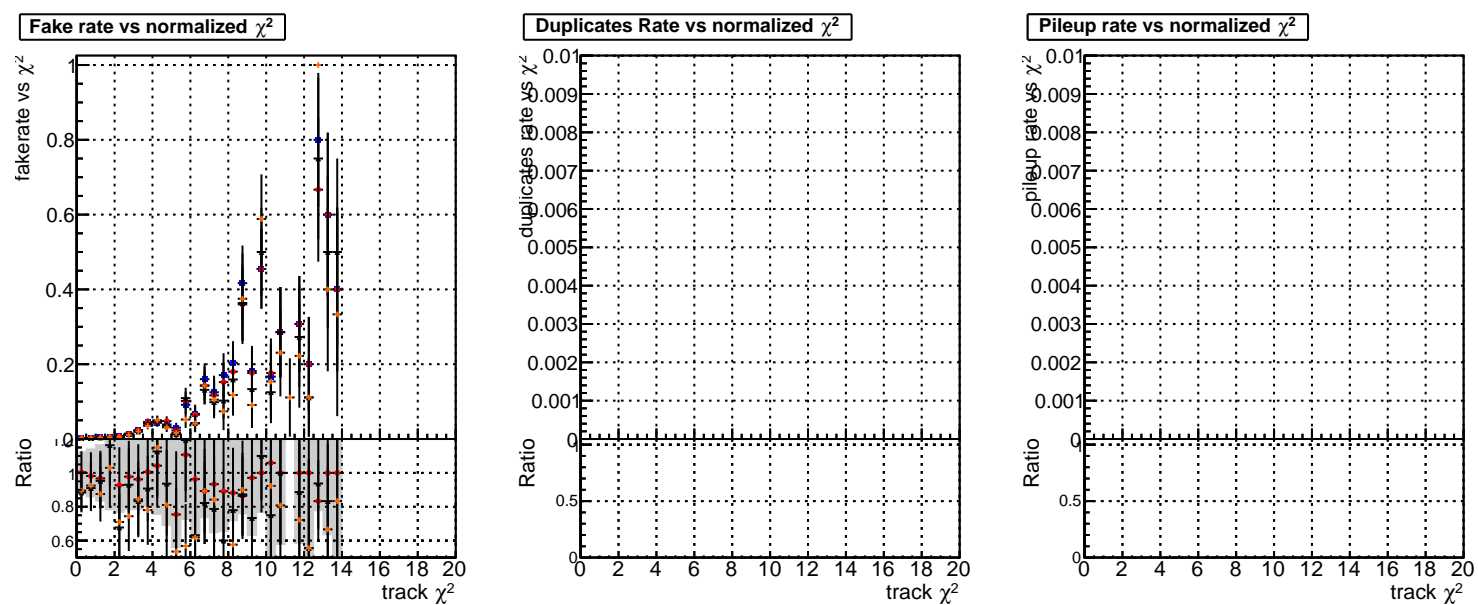 Fake rate vs normalized χ²
fakerate vs χ²
1
0.8
0.6
0.4
0.2
0
Ratio
1
0.8
0.6
0 2 4 6 8 10 12 14 16 18 20
track χ²
Duplicates Rate vs normalized χ²
duplicates rate vs χ²
0.01
0.009
0.008
0.007
0.006
0.005
0.004
0.003
0.002
0.001
0
Ratio
1
0.5
0
0 2 4 6 8 10 12 14 16 18 20
track χ²
Pileup rate vs normalized χ²
pileup rate vs χ²
0.01
0.009
0.008
0.007
0.006
0.005
0.004
0.003
0.002
0.001
0
Ratio
1
0.5
0
0 2 4 6 8 10 12 14 16 18 20
track χ²